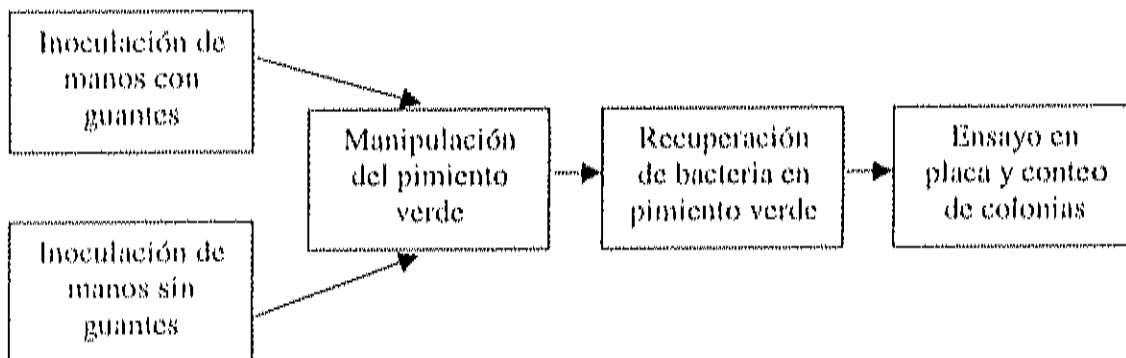 Inoculación de
manos con
guantes
Inoculación de
manos sin
guantes
Manipulación
del pimiento
verde
Recuperación
de bacteria en
pimiento verde
Ensayo en
placa y conteo
de colonias